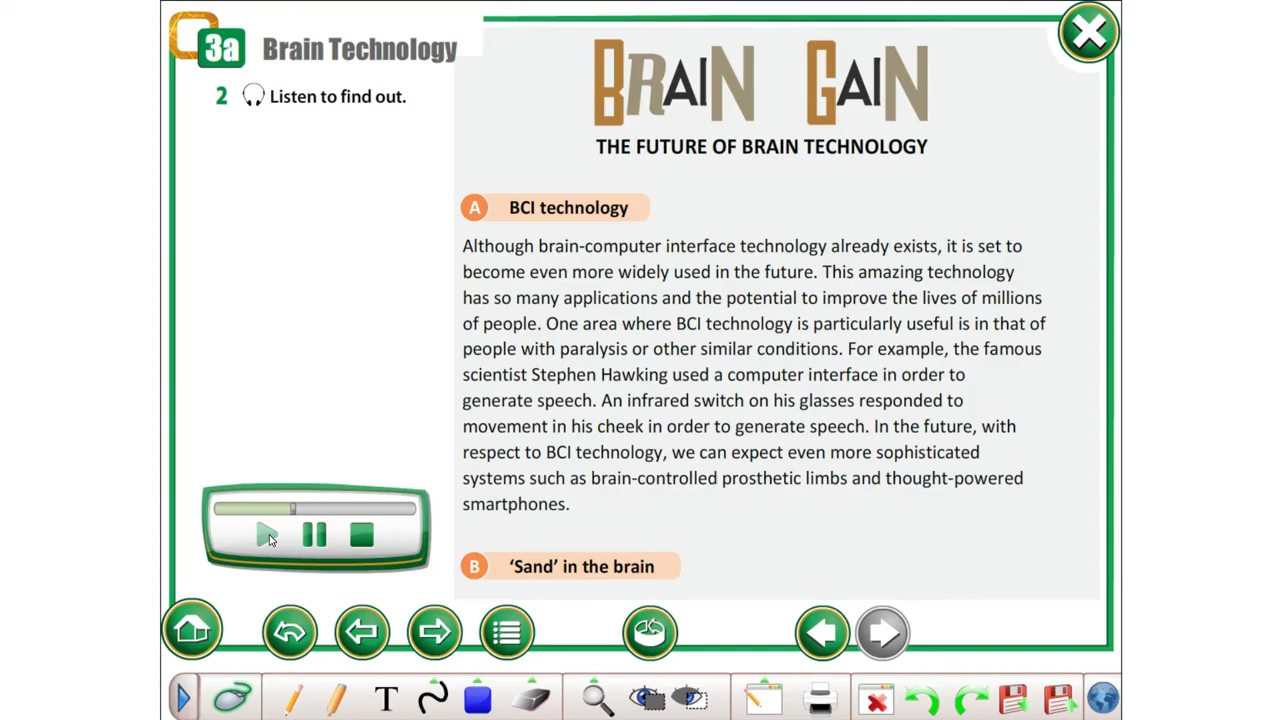 3a Brain Technology
2 Listen to find out.
BRAIN GAIN
THE FUTURE OF BRAIN TECHNOLOGY
A BCI technology
Although brain-computer interface technology already exists, it is set to
become even more widely used in the future. This amazing technology
has so many applications and the potential to improve the lives of millions
of people. One area where BCI technology is particularly useful is in that of
people with paralysis or other similar conditions. For example, the famous
scientist Stephen Hawking used a computer interface in order to
generate speech. An infrared switch on his glasses responded to
movement in his cheek in order to generate speech. In the future, with
respect to BCI technology, we can expect even more sophisticated
systems such as brain-controlled prosthetic limbs and thought-powered
smartphones.
B ‘Sand’ in the brain
T